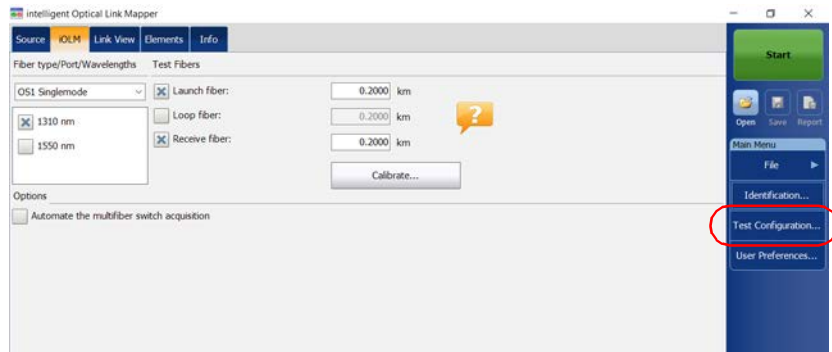 intelligent Optical Link Mapper
Source iOLM Link View Elements Info
Fiber type/Port/Wavelengths Test Fibers
OS1 Singlemode
Launch fiber: 0.2000 km
1310 nm
Loop fiber: 0.2000 km
1550 nm
Receive fiber: 0.2000 km
?
Calibrate...
Options
Automate the multifiber switch acquisition
Start
Open Save Report
Main Menu
File
Identification...
Test Configuration...
User Preferences...